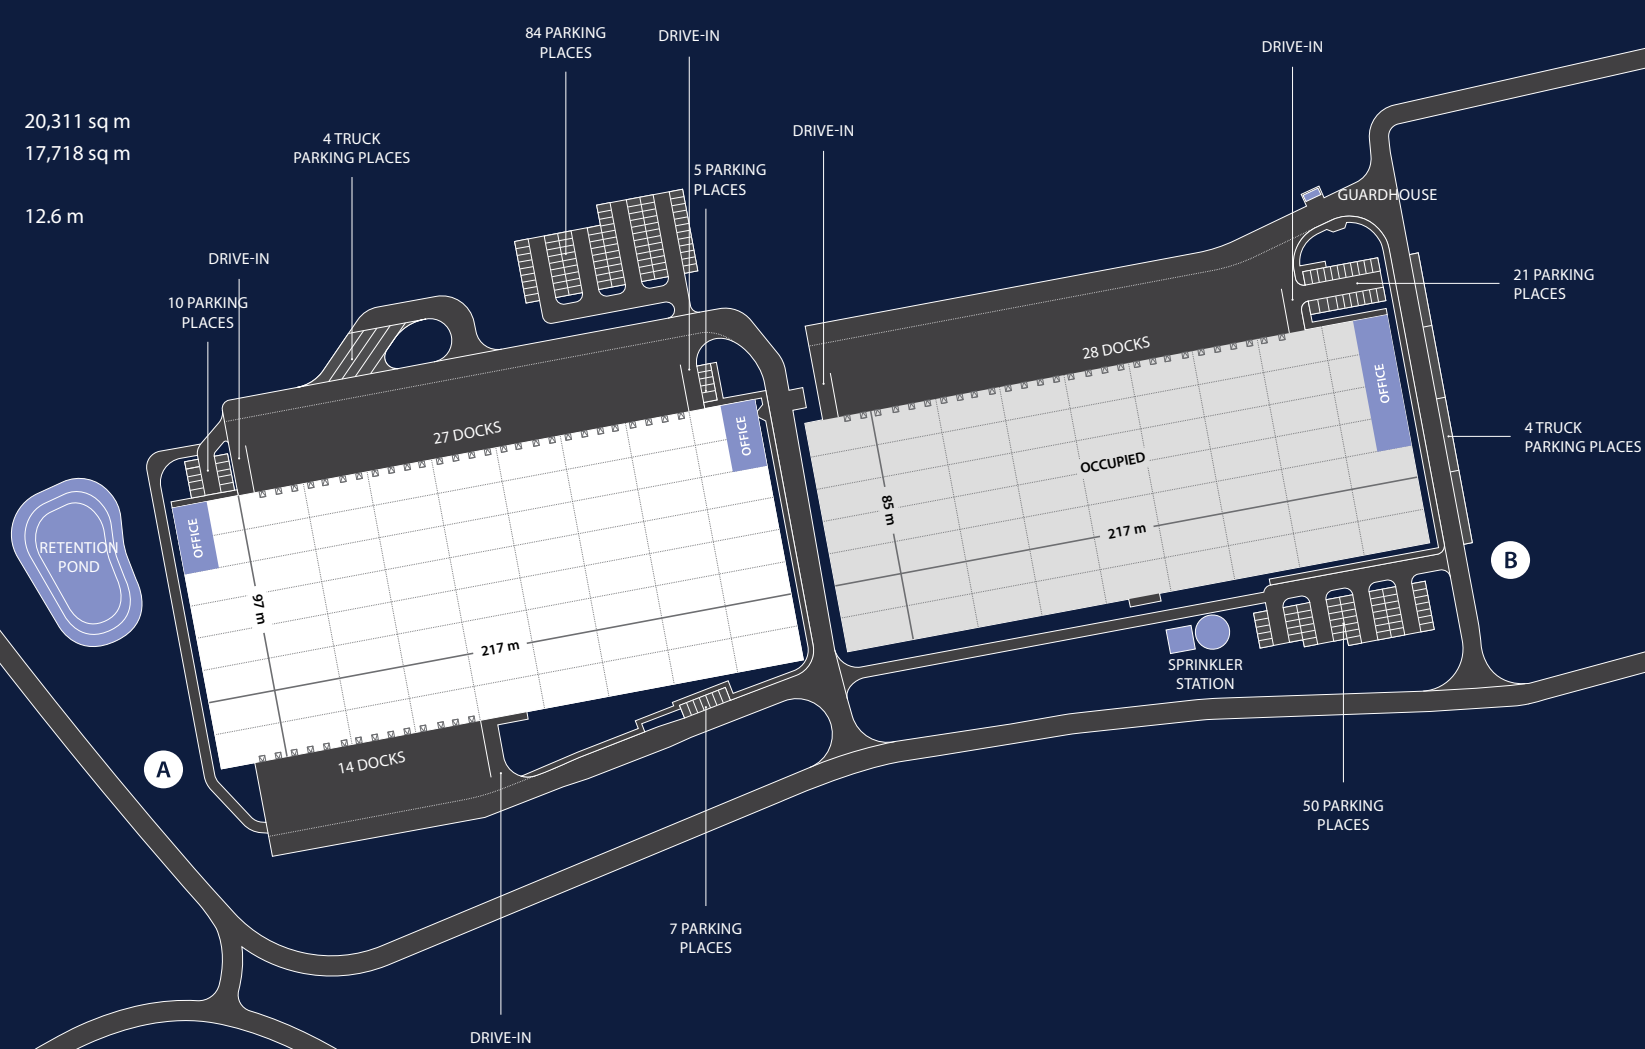 84 PARKING
PLACES
DRIVE-IN
DRIVE-IN
20,311 sq m
17,718 sq m
12.6 m
4 TRUCK
PARKING PLACES
DRIVE-IN
5 PARKING
PLACES
GUARDHOUSE
DRIVE-IN
10 PARKING
PLACES
21 PARKING
PLACES
28 DOCKS
OFFICE
27 DOCKS
OFFICE
4 TRUCK
PARKING PLACES
OCCUPIED
85 m
217 m
OFFICE
RETENTION
POND
B
97 m
217 m
SPRINKLER
STATION
A
14 DOCKS
50 PARKING
PLACES
7 PARKING
PLACES
DRIVE-IN